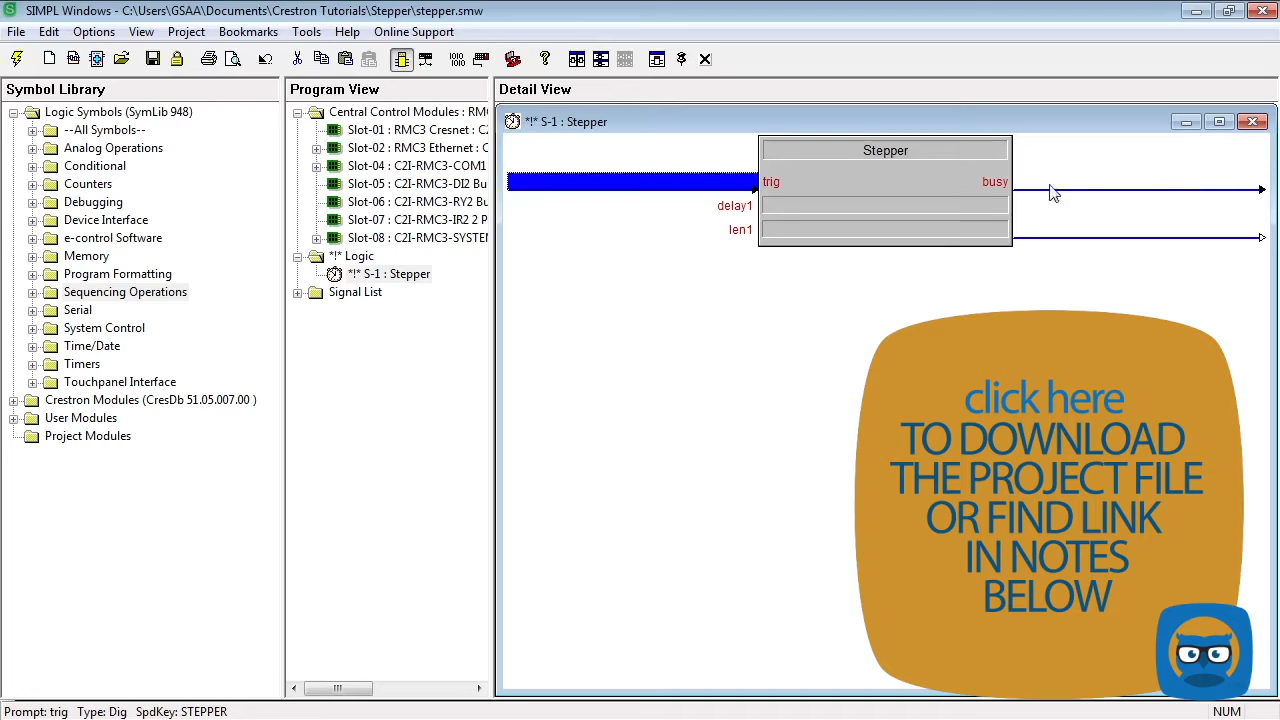 SIMPL Windows - C:\Users\GSAA\Documents\Crestron Tutorials\Stepper\stepper.smw
File Edit Options View Project Bookmarks Tools Help Online Support
Symbol Library
Logic Symbols (SymLib 948)
--All Symbols--
Analog Operations
Conditional
Counters
Debugging
Device Interface
e-control Software
Memory
Program Formatting
Sequencing Operations
Serial
System Control
Time/Date
Timers
Touchpanel Interface
Crestron Modules (CresDb 51.05.007.00 )
User Modules
Project Modules
Program View
Central Control Modules : RMC
Slot-01 : RMC3 Cresnet : C2
Slot-02 : RMC3 Ethernet : C
Slot-04 : C2I-RMC3-COM1
Slot-05 : C2I-RMC3-DI2 Bu
Slot-06 : C2I-RMC3-RY2 Bu
Slot-07 : C2I-RMC3-IR2 2 P
Slot-08 : C2I-RMC3-SYSTEM
*!* Logic
*!* S-1 : Stepper
Signal List
Detail View
*!* S-1 : Stepper
Stepper
trig busy
delay1
len1
click here
TO DOWNLOAD
THE PROJECT FILE
OR FIND LINK
IN NOTES
BELOW
Prompt: trig Type: Dig SpdKey: STEPPER
NUM